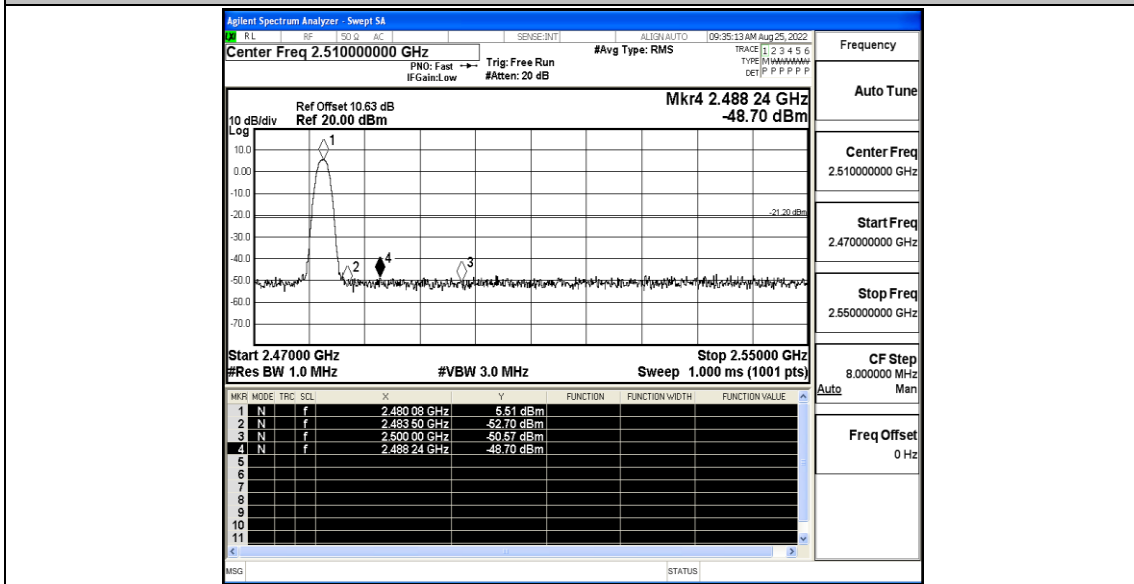 Agilent Spectrum Analyzer - Swept SA
RL RF 50 Ω AC SENSE:INT ALIGN AUTO 09:35:13 AM Aug 25, 2022
Center Freq 2.510000000 GHz
PNO: Fast
IFGain:Low
Trig: Free Run
#Atten: 20 dB
#Avg Type: RMS
TRACE 1 2 3 4 5 6
TYPE M WWWWW
DET P P P P P P
Ref Offset 10.63 dB
10 dB/div Ref 20.00 dBm
Log
Mkr4 2.488 24 GHz
-48.70 dBm
10.0
0.00
-10.0
-20.0
-30.0
-40.0
-50.0
-60.0
-70.0
1
2
4
3
-21.20 dBm
Start 2.47000 GHz Stop 2.55000 GHz
#Res BW 1.0 MHz #VBW 3.0 MHz Sweep 1.000 ms (1001 pts)
MKR MODE TRC SCL X Y FUNCTION FUNCTION WIDTH FUNCTION VALUE
1 N f 2.480 08 GHz 5.51 dBm
2 N f 2.483 50 GHz -52.70 dBm
3 N f 2.500 00 GHz -50.57 dBm
4 N f 2.488 24 GHz -48.70 dBm
5
6
7
8
9
10
11
MSG STATUS
Frequency
Auto Tune
Center Freq
2.510000000 GHz
Start Freq
2.470000000 GHz
Stop Freq
2.550000000 GHz
CF Step
8.000000 MHz
Auto Man
Freq Offset
0 Hz